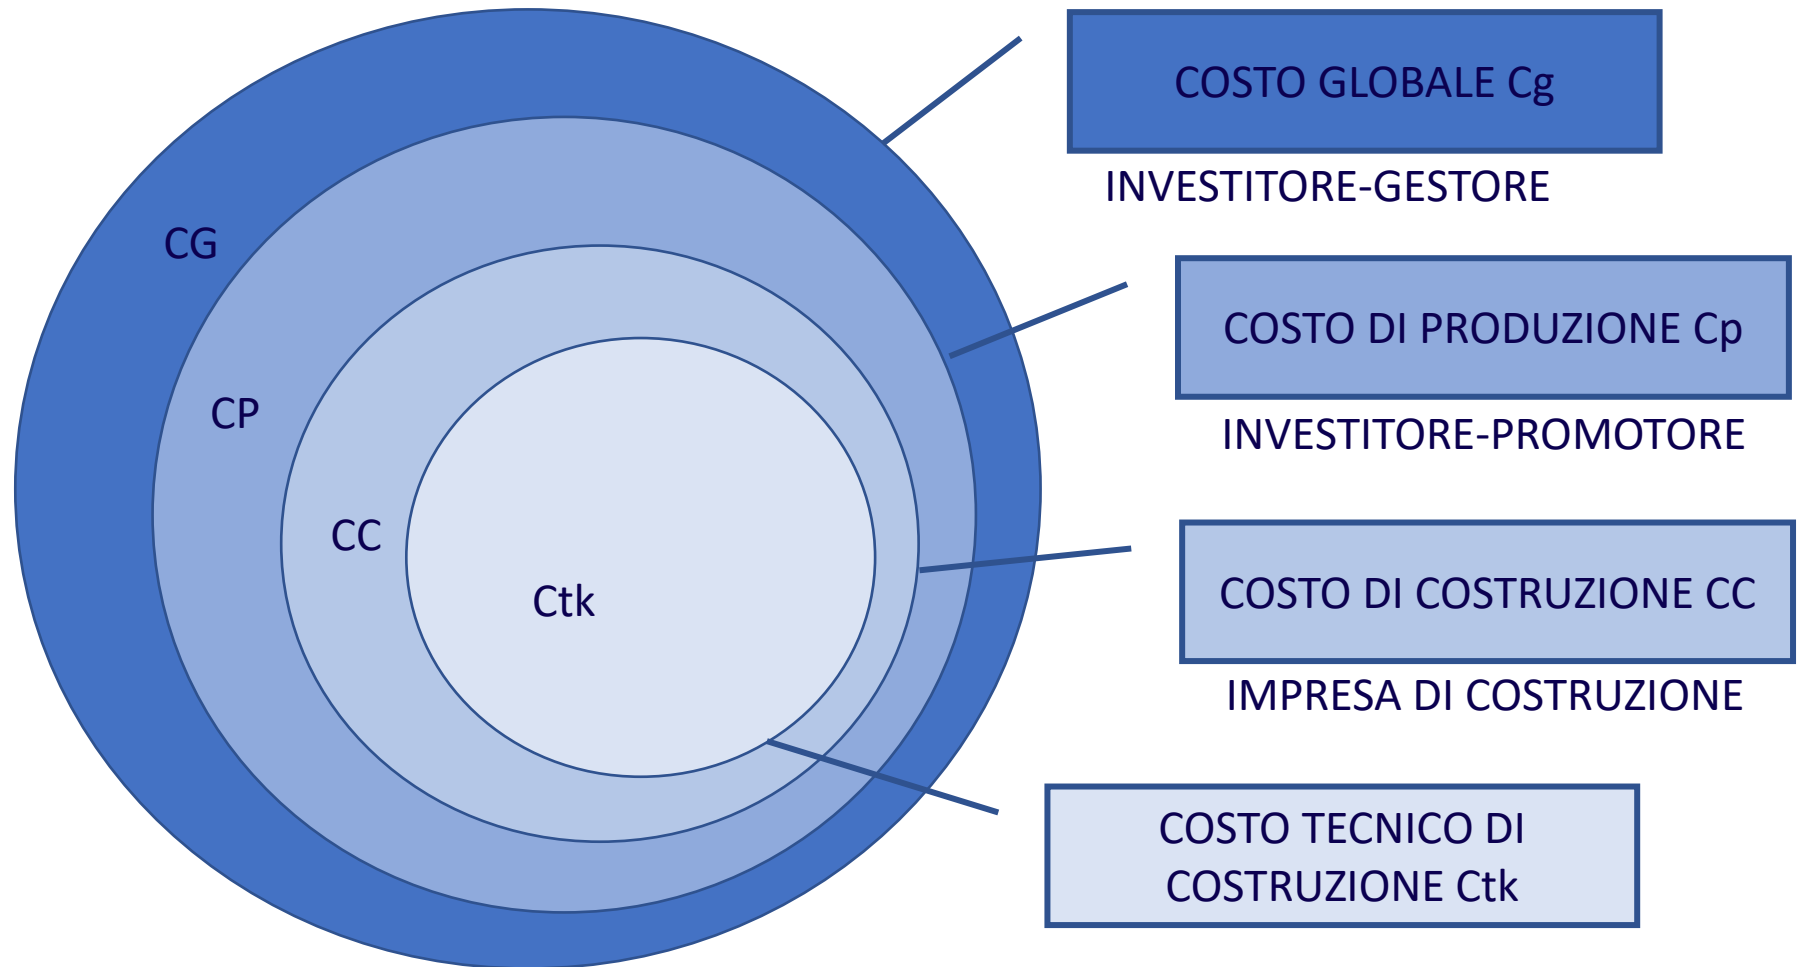 COSTO GLOBALE Cg
INVESTITORE-GESTORE
CG
COSTO DI PRODUZIONE Cp
CP
INVESTITORE-PROMOTORE
CC
COSTO DI COSTRUZIONE CC
Ctk
IMPRESA DI COSTRUZIONE
COSTO TECNICO DI
COSTRUZIONE Ctk